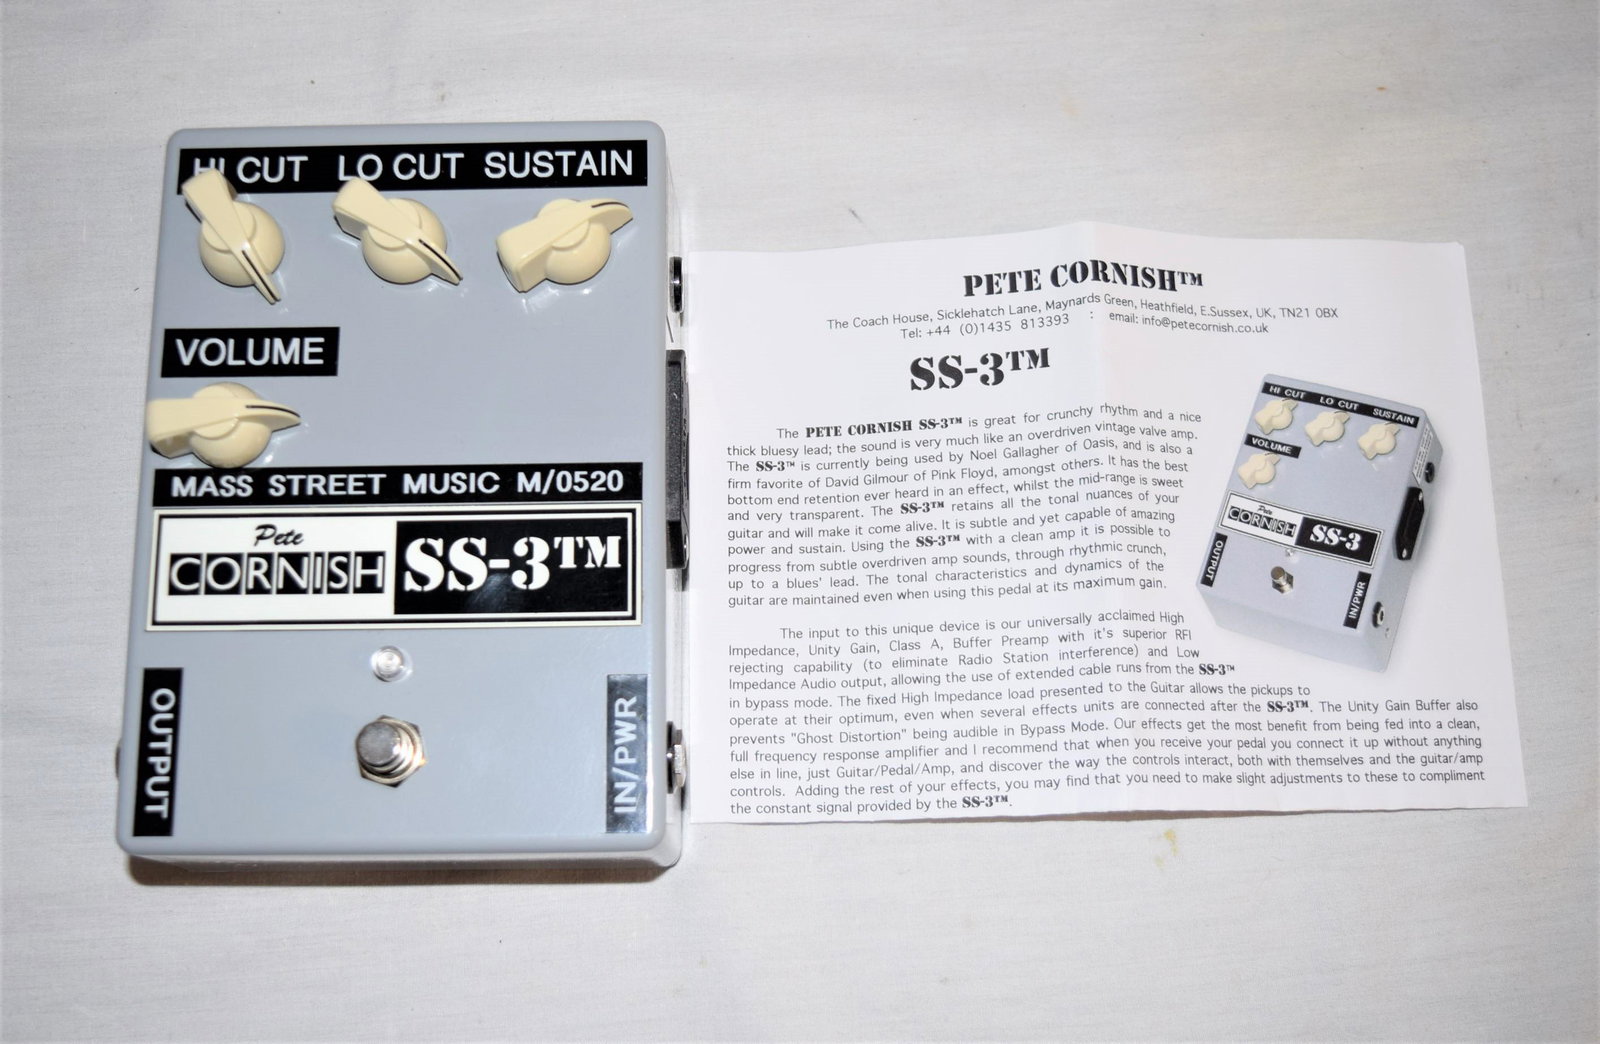 HI CUT LO CUT SUSTAIN
VOLUME
MASS STREET MUSIC M/0520
Pete
CORNISH SS-3™
OUTPUT
IN/PWR
PETE CORNISH™
The Coach House, Sicklehatch Lane, Maynards Green, Heathfield, E.Sussex, UK, TN21 0BX
Tel: +44 (0)1435 813393 : email: info@petecornish.co.uk
SS-3™
The PETE CORNISH SS-3™ is great for crunchy rhythm and a nice
thick bluesy lead; the sound is very much like an overdriven vintage valve amp.
The SS-3™ is currently being used by Noel Gallagher of Oasis, and is also a
firm favorite of David Gilmour of Pink Floyd, amongst others. It has the best
bottom end retention ever heard in an effect, whilst the mid-range is sweet
and very transparent. The SS-3™ retains all the tonal nuances of your
guitar and will make it come alive. It is subtle and yet capable of amazing
power and sustain. Using the SS-3™ with a clean amp it is possible to
progress from subtle overdriven amp sounds, through rhythmic crunch,
up to a blues' lead. The tonal characteristics and dynamics of the
guitar are maintained even when using this pedal at its maximum gain.
The input to this unique device is our universally acclaimed High
Impedance, Unity Gain, Class A, Buffer Preamp with it's superior RFI
rejecting capability (to eliminate Radio Station interference) and Low
Impedance Audio output, allowing the use of extended cable runs from the SS-3™
in bypass mode. The fixed High Impedance load presented to the Guitar allows the pickups to
operate at their optimum, even when several effects units are connected after the SS-3™. The Unity Gain Buffer also
prevents "Ghost Distortion" being audible in Bypass Mode. Our effects get the most benefit from being fed into a clean,
full frequency response amplifier and I recommend that when you receive your pedal you connect it up without anything
else in line, just Guitar/Pedal/Amp, and discover the way the controls interact, both with themselves and the guitar/amp
controls. Adding the rest of your effects, you may find that you need to make slight adjustments to these to compliment
the constant signal provided by the SS-3™.
HI CUT LO CUT SUSTAIN
VOLUME
Pete
CORNISH SS-3
OUTPUT
IN/PWR